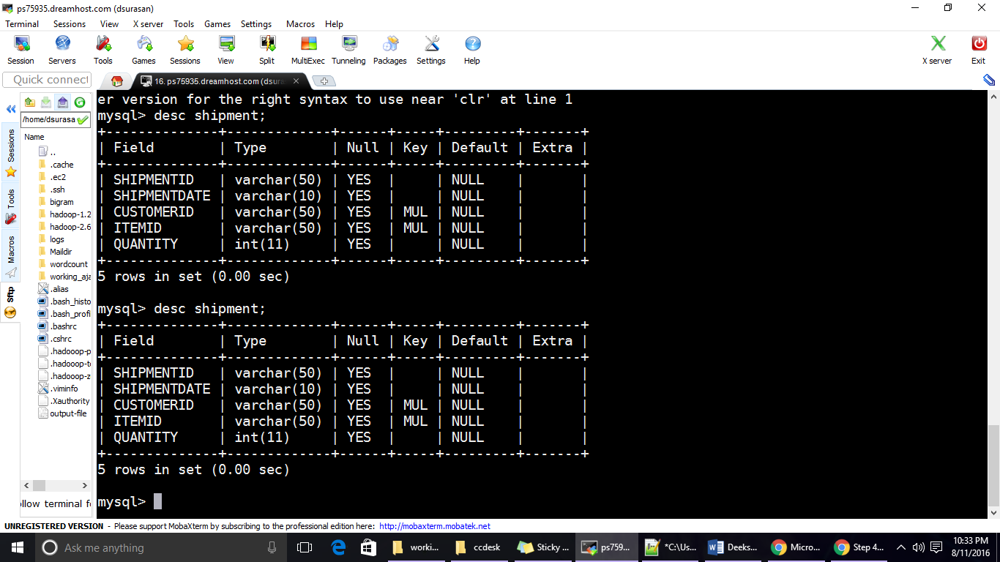 ps75935.dreamhost.com (dsurasan)
Terminal Sessions View X server Tools Games Settings Macros Help
Session Servers Tools Games Sessions View Split MultiExec Tunneling Packages Settings Help X server Exit
Quick connect
16. ps75935.dreamhost.com (dsura
/home/dsurasa
Name
..
.cache
.ec2
.ssh
bigram
hadoop-1.2
hadoop-2.6
logs
Maildir
wordcount
working_aja
.alias
.bash_histo
.bash_profi
.bashrc
.cshrc
.hadooop-p
.hadooop-t
.hadooop-z
.viminfo
.Xauthority
output-file
ollow terminal fo
Sessions
Tools
Macros
Sftp
er version for the right syntax to use near 'clr' at line 1
mysql> desc shipment;
+--------------+-------------+------+-----+---------+-------+
| Field        | Type        | Null | Key | Default | Extra |
+--------------+-------------+------+-----+---------+-------+
| SHIPMENTID   | varchar(50) | YES  |     | NULL    |       |
| SHIPMENTDATE | varchar(10) | YES  |     | NULL    |       |
| CUSTOMERID   | varchar(50) | YES  | MUL | NULL    |       |
| ITEMID       | varchar(50) | YES  | MUL | NULL    |       |
| QUANTITY     | int(11)     | YES  |     | NULL    |       |
+--------------+-------------+------+-----+---------+-------+
5 rows in set (0.00 sec)
mysql> desc shipment;
+--------------+-------------+------+-----+---------+-------+
| Field        | Type        | Null | Key | Default | Extra |
+--------------+-------------+------+-----+---------+-------+
| SHIPMENTID   | varchar(50) | YES  |     | NULL    |       |
| SHIPMENTDATE | varchar(10) | YES  |     | NULL    |       |
| CUSTOMERID   | varchar(50) | YES  | MUL | NULL    |       |
| ITEMID       | varchar(50) | YES  | MUL | NULL    |       |
| QUANTITY     | int(11)     | YES  |     | NULL    |       |
+--------------+-------------+------+-----+---------+-------+
5 rows in set (0.00 sec)
mysql>
UNREGISTERED VERSION - Please support MobaXterm by subscribing to the professional edition here: http://mobaxterm.mobatek.net
Ask me anything
worki... ccdesk Sticky ... ps759... *C:\Us... Deeks... Micro... Step 4...
10:33 PM
8/11/2016